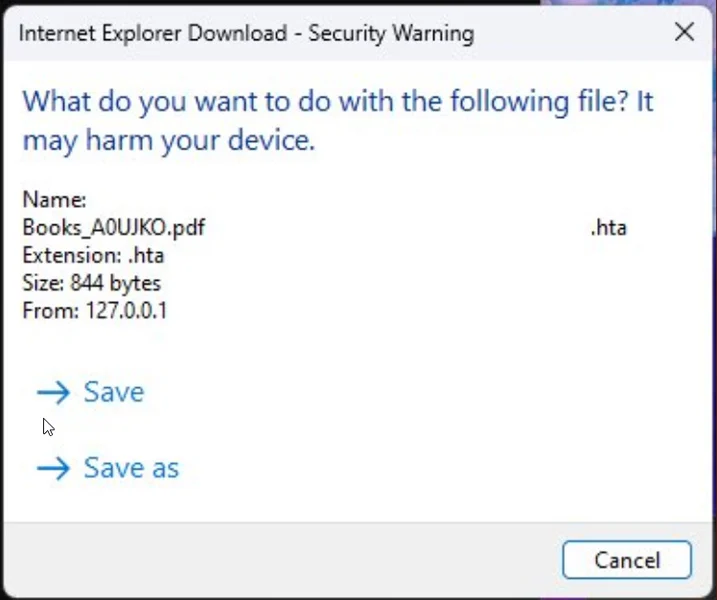 Internet Explorer Download - Security Warning
What do you want to do with the following file? It
may harm your device.
Name:
Books_A0UJKO.pdf .hta
Extension: .hta
Size: 844 bytes
From: 127.0.0.1
Save
Save as
Cancel